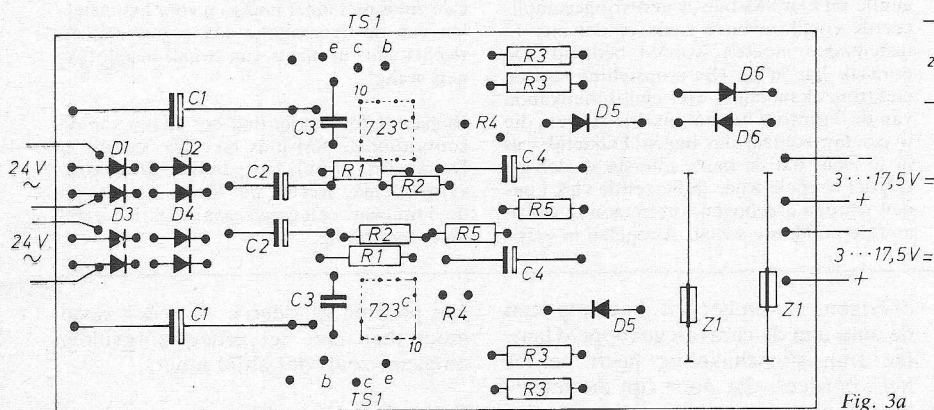 TS1
e c b
R3
R3
D6
D5
D6
C1
10
723 c
R4
C3
D1 D2
C4
24V
~
C2
R1
R2
3···17,5V=
D3 D4
R5
+
24V
~
C2
R2
R5
R1
C4
3···17,5V=
+
C3
723 c
R4
C1
10
D5
Z1
Z1
b c e
R3
R3
TS1
Fig. 3a